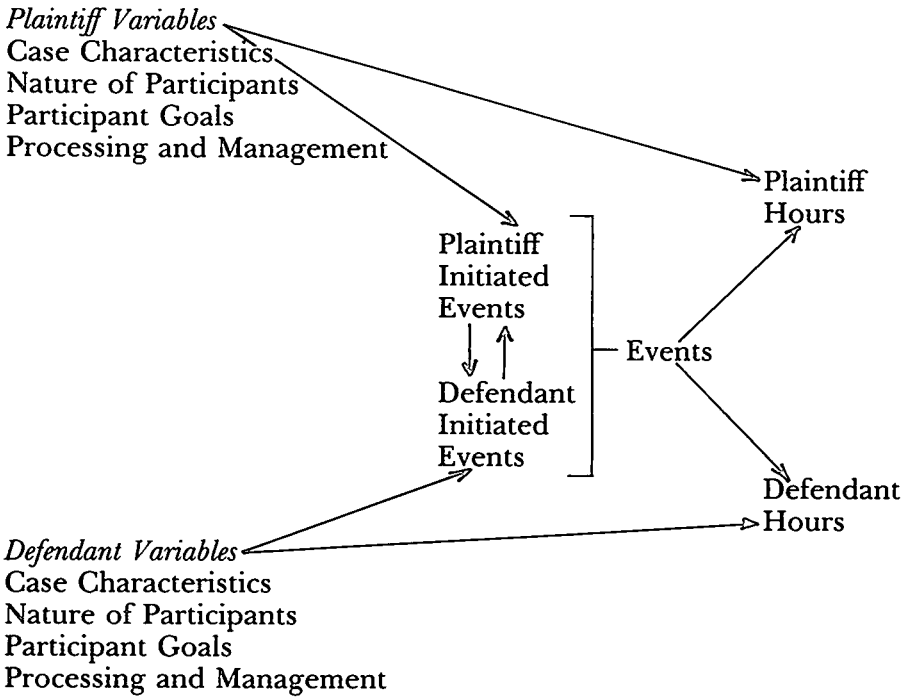 Plaintiff Variables
Case Characteristics
Nature of Participants
Participant Goals
Processing and Management
Plaintiff
Hours
Plaintiff
Initiated
Events
Events
Defendant
Initiated
Events
Defendant
Hours
Defendant Variables
Case Characteristics
Nature of Participants
Participant Goals
Processing and Management